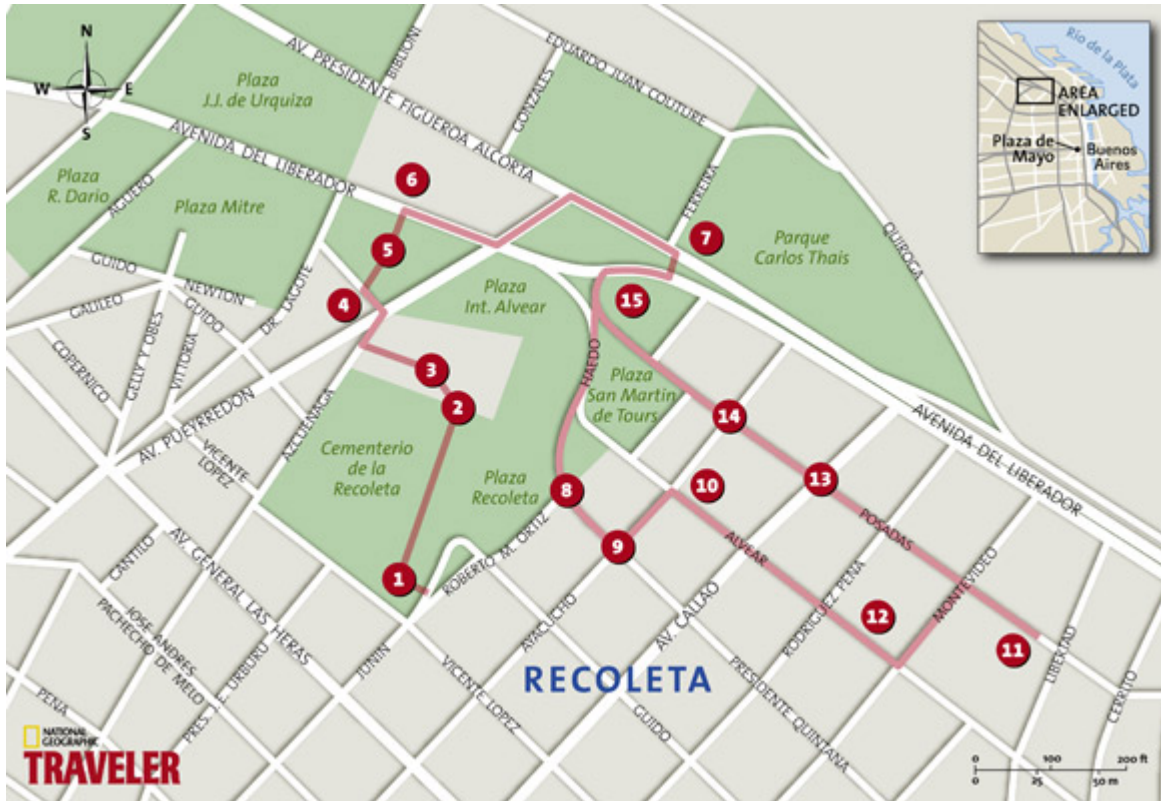 N
W E
S
Plaza
J.J. de Urquiza
BIBLIONI
AV. PRESIDENTE FIGUEROA ALCORTA
GONZALES
EDUARDO JUAN COUTURE
Río de la Plata
AREA
ENLARGED
Plaza de
Mayo
Buenos
Aires
AVENIDA DEL LIBERADOR
Plaza
R. Dario
AGUERO
Plaza Mitre
6
5
4
FERREIRA
7
Parque
Carlos Thais
QUIROGA
GUIDO
NEWTON
GALILEO
GUIDO
DR. LAGUTE
Plaza
Int. Alvear
15
COPERNICO
GELLY Y OBES
VITTORIA
3
2
HAEDO
Plaza
San Martin
de Tours
14
AVENIDA DEL LIBERADOR
AV. PUEYRREDON
AZCUENAGA
VICENTE
LOPEZ
Cementerio
de la
Recoleta
Plaza
Recoleta
8
10
13
9
POSADAS
ALVEAR
MONTEVIDEO
1
ROBERTO M. ORTIZ
CANTILO
AV. GENERAL LAS HERAS
JOSE ANDRES
PACHECHO DE MELO
AYACUCHO
AV. CALLAO
RODRIGUEZ PEÑA
12
11
LIBERTAD
CERRITO
PENA
PRES. J.E. URIBURU
JUNIN
VICENTE LOPEZ
RECOLETA
GUIDO
PRESIDENTE QUINTANA
NATIONAL
GEOGRAPHIC
TRAVELER
0 100 200 ft
0 25 50 m